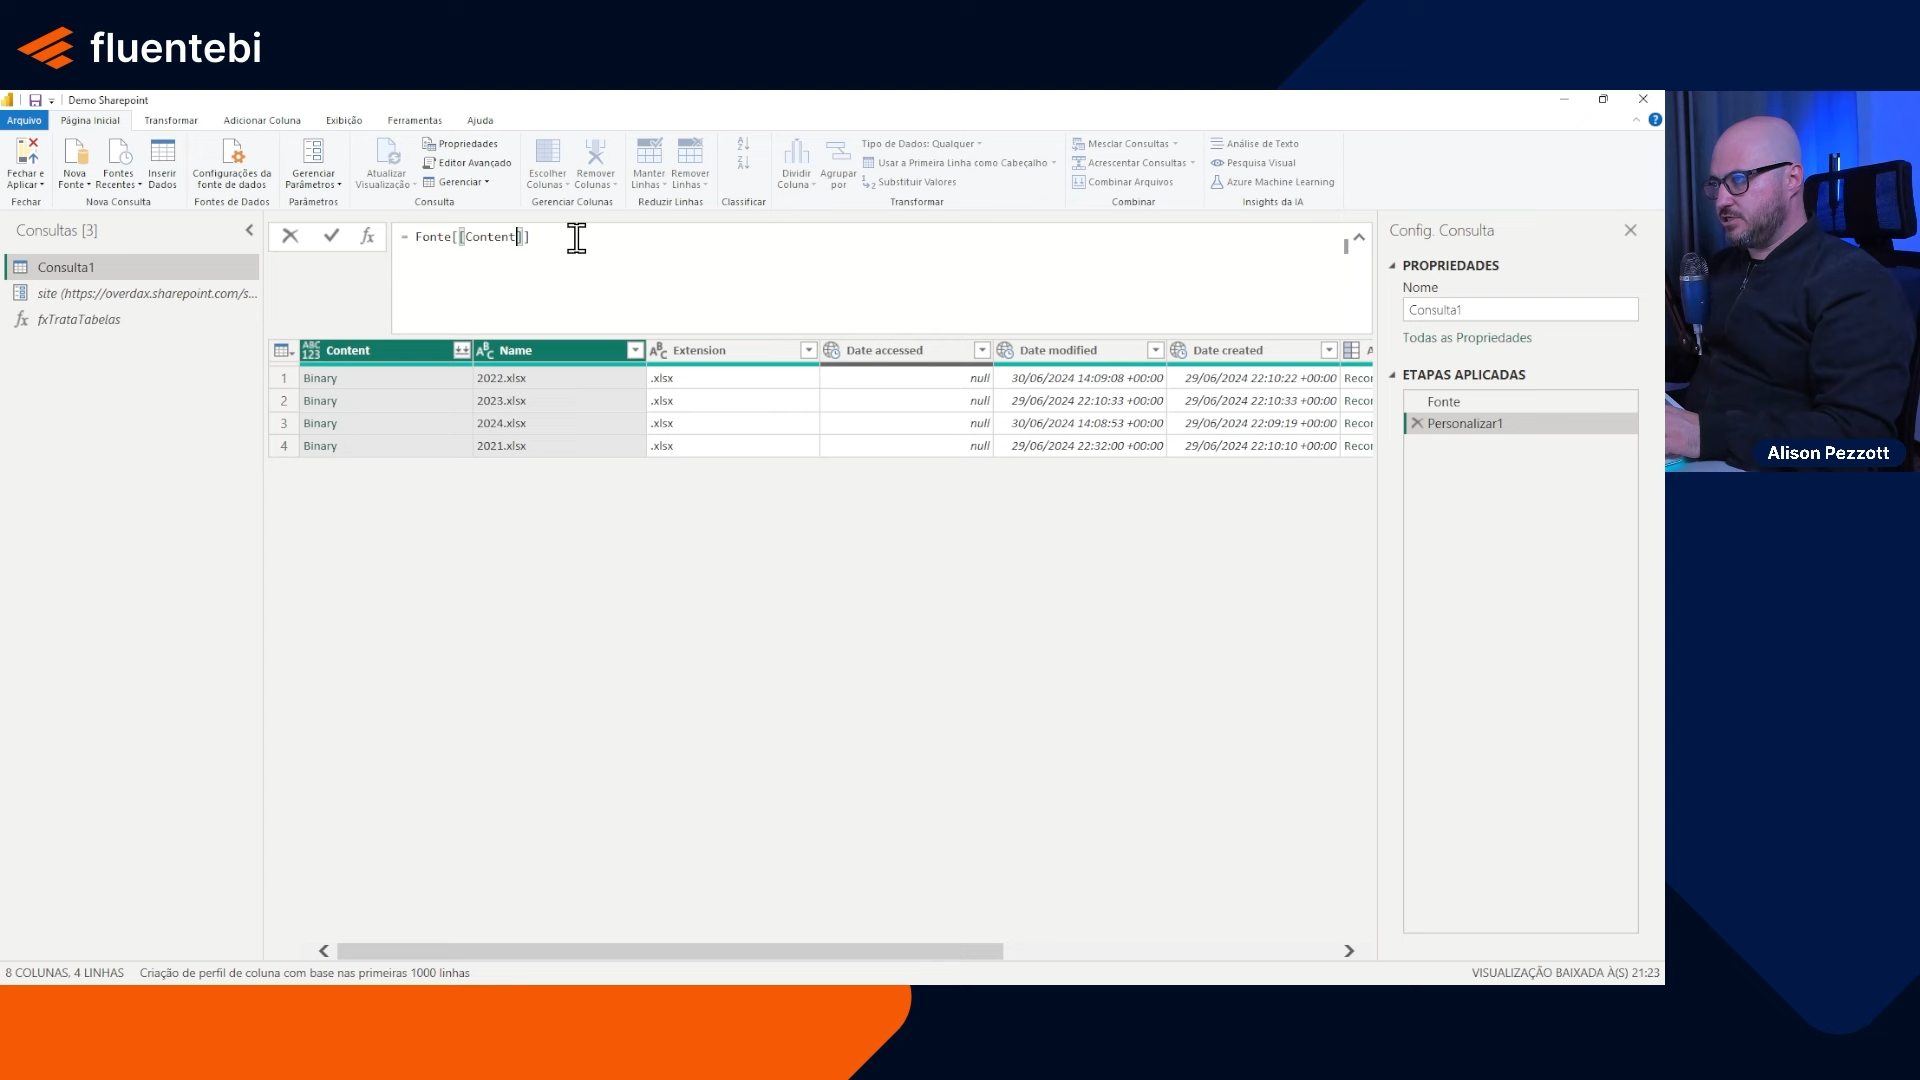 fluentebi
Demo Sharepoint
Arquivo Página Inicial Transformar Adicionar Coluna Exibição Ferramentas Ajuda
Fechar e Aplicar
Nova Fonte
Fontes Recentes
Inserir Dados
Configurações da fonte de dados
Gerenciar Parâmetros
Atualizar Visualização
Propriedades
Editor Avançado
Gerenciar
Escolher Colunas
Remover Colunas
Manter Linhas
Remover Linhas
Dividir Coluna
Agrupar por
Tipo de Dados: Qualquer
Usar a Primeira Linha como Cabeçalho
Substituir Valores
Mesclar Consultas
Acrescentar Consultas
Combinar Arquivos
Análise de Texto
Pesquisa Visual
Azure Machine Learning
Fechar Nova Consulta Fontes de Dados Parâmetros Consulta Gerenciar Colunas Reduzir Linhas Classificar Transformar Combinar Insights da IA
Consultas [3]
Consulta1
site (https://overdax.sharepoint.com/s...
fxTrataTabelas
= Fonte[[Content]]
Content Name Extension Date accessed Date modified Date created A
1 Binary 2022.xlsx .xlsx null 30/06/2024 14:09:08 +00:00 29/06/2024 22:10:22 +00:00 Recor
2 Binary 2023.xlsx .xlsx null 29/06/2024 22:10:33 +00:00 29/06/2024 22:10:33 +00:00 Recor
3 Binary 2024.xlsx .xlsx null 30/06/2024 14:08:53 +00:00 29/06/2024 22:09:19 +00:00 Recor
4 Binary 2021.xlsx .xlsx null 29/06/2024 22:32:00 +00:00 29/06/2024 22:10:10 +00:00 Recor
Config. Consulta
PROPRIEDADES
Nome
Consulta1
Todas as Propriedades
ETAPAS APLICADAS
Fonte
Personalizar1
Alison Pezzott
8 COLUNAS, 4 LINHAS Criação de perfil de coluna com base nas primeiras 1000 linhas
VISUALIZAÇÃO BAIXADA À(S) 21:23